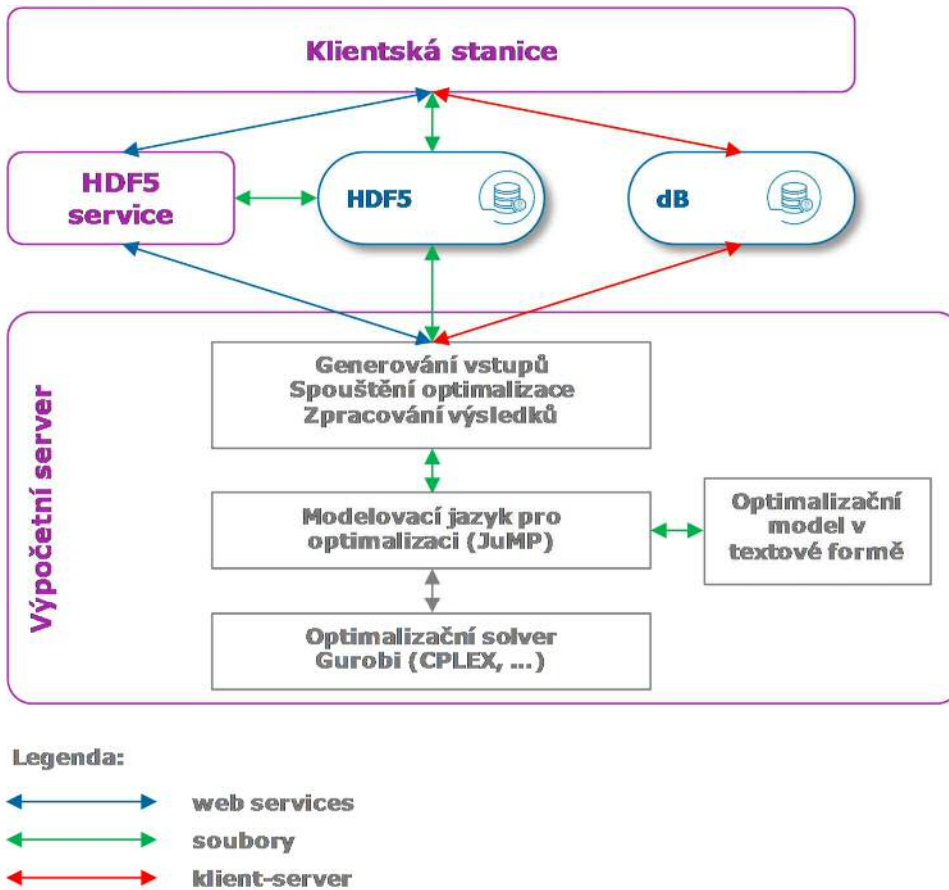 Klientská stanice
HDF5
service
HDF5
dB
Výpočetní server
Generování vstupů
Spouštění optimalizace
Zpracování výsledků
Modelovací jazyk pro
optimalizaci (JuMP)
Optimalizační
model v
textové formě
Optimalizační solver
Gurobi (CPLEX, ...)
Legenda:
web services
soubory
klient-server